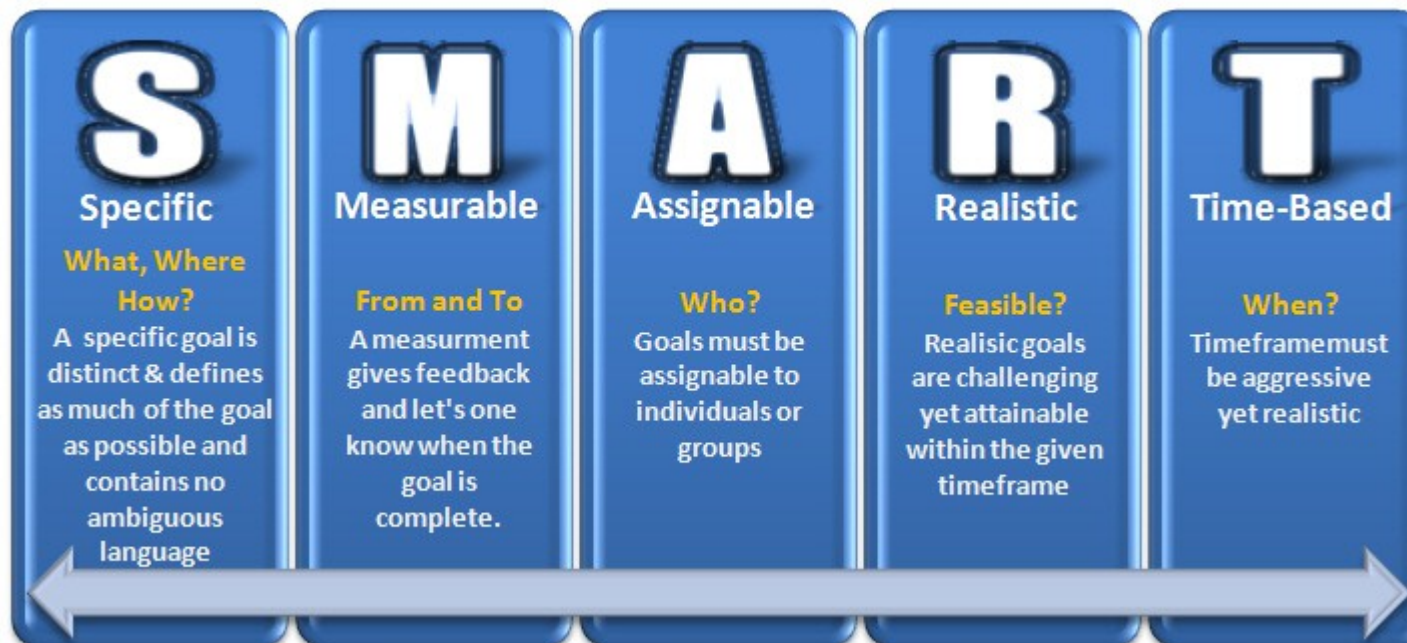 S
Specific
What, Where
How?
A specific goal is
distinct & defines
as much of the goal
as possible and
contains no
ambiguous
language
M
Measurable
From and To
A measurment
gives feedback
and let's one
know when the
goal is
complete.
A
Assignable
Who?
Goals must be
assignable to
individuals or
groups
R
Realistic
Feasible?
Realisic goals
are challenging
yet attainable
within the given
timeframe
T
Time-Based
When?
Timeframemust
be aggressive
yet realistic